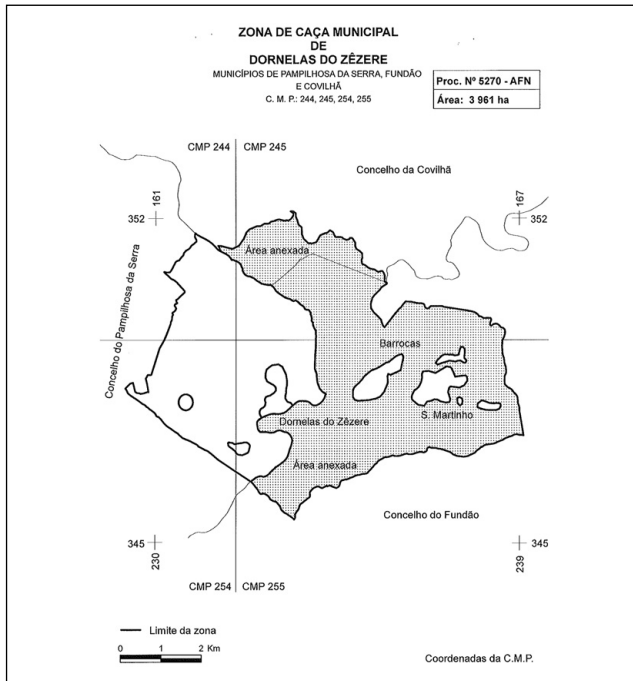 ZONA DE CAÇA MUNICIPAL
DE
DORNELAS DO ZÊZERE
MUNICÍPIOS DE PAMPILHOSA DA SERRA, FUNDÃO
E COVILHÃ
C. M. P.: 244, 245, 254, 255
Proc. Nº 5270 - AFN
Área: 3 961 ha
CMP 244
CMP 245
Concelho da Covilhã
161
167
352
352
Área anexada
Concelho do Pampilhosa da Serra
Barrocas
S. Martinho
Dornelas do Zêzere
Área anexada
Concelho do Fundão
345
345
230
239
CMP 254
CMP 255
Limite da zona
0 1 2 Km
Coordenadas da C.M.P.